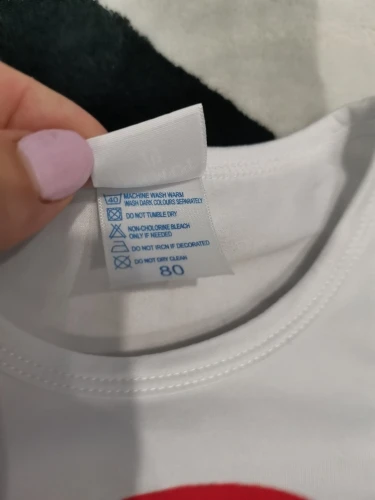 40 MACHINE WASH WARM
WASH DARK COLOURS SEPARATELY
DO NOT TUMBLE DRY
NON-CHLORINE BLEACH
ONLY IF NEEDED
DO NOT IRON IF DECORATED
DO NOT DRY CLEAN
80